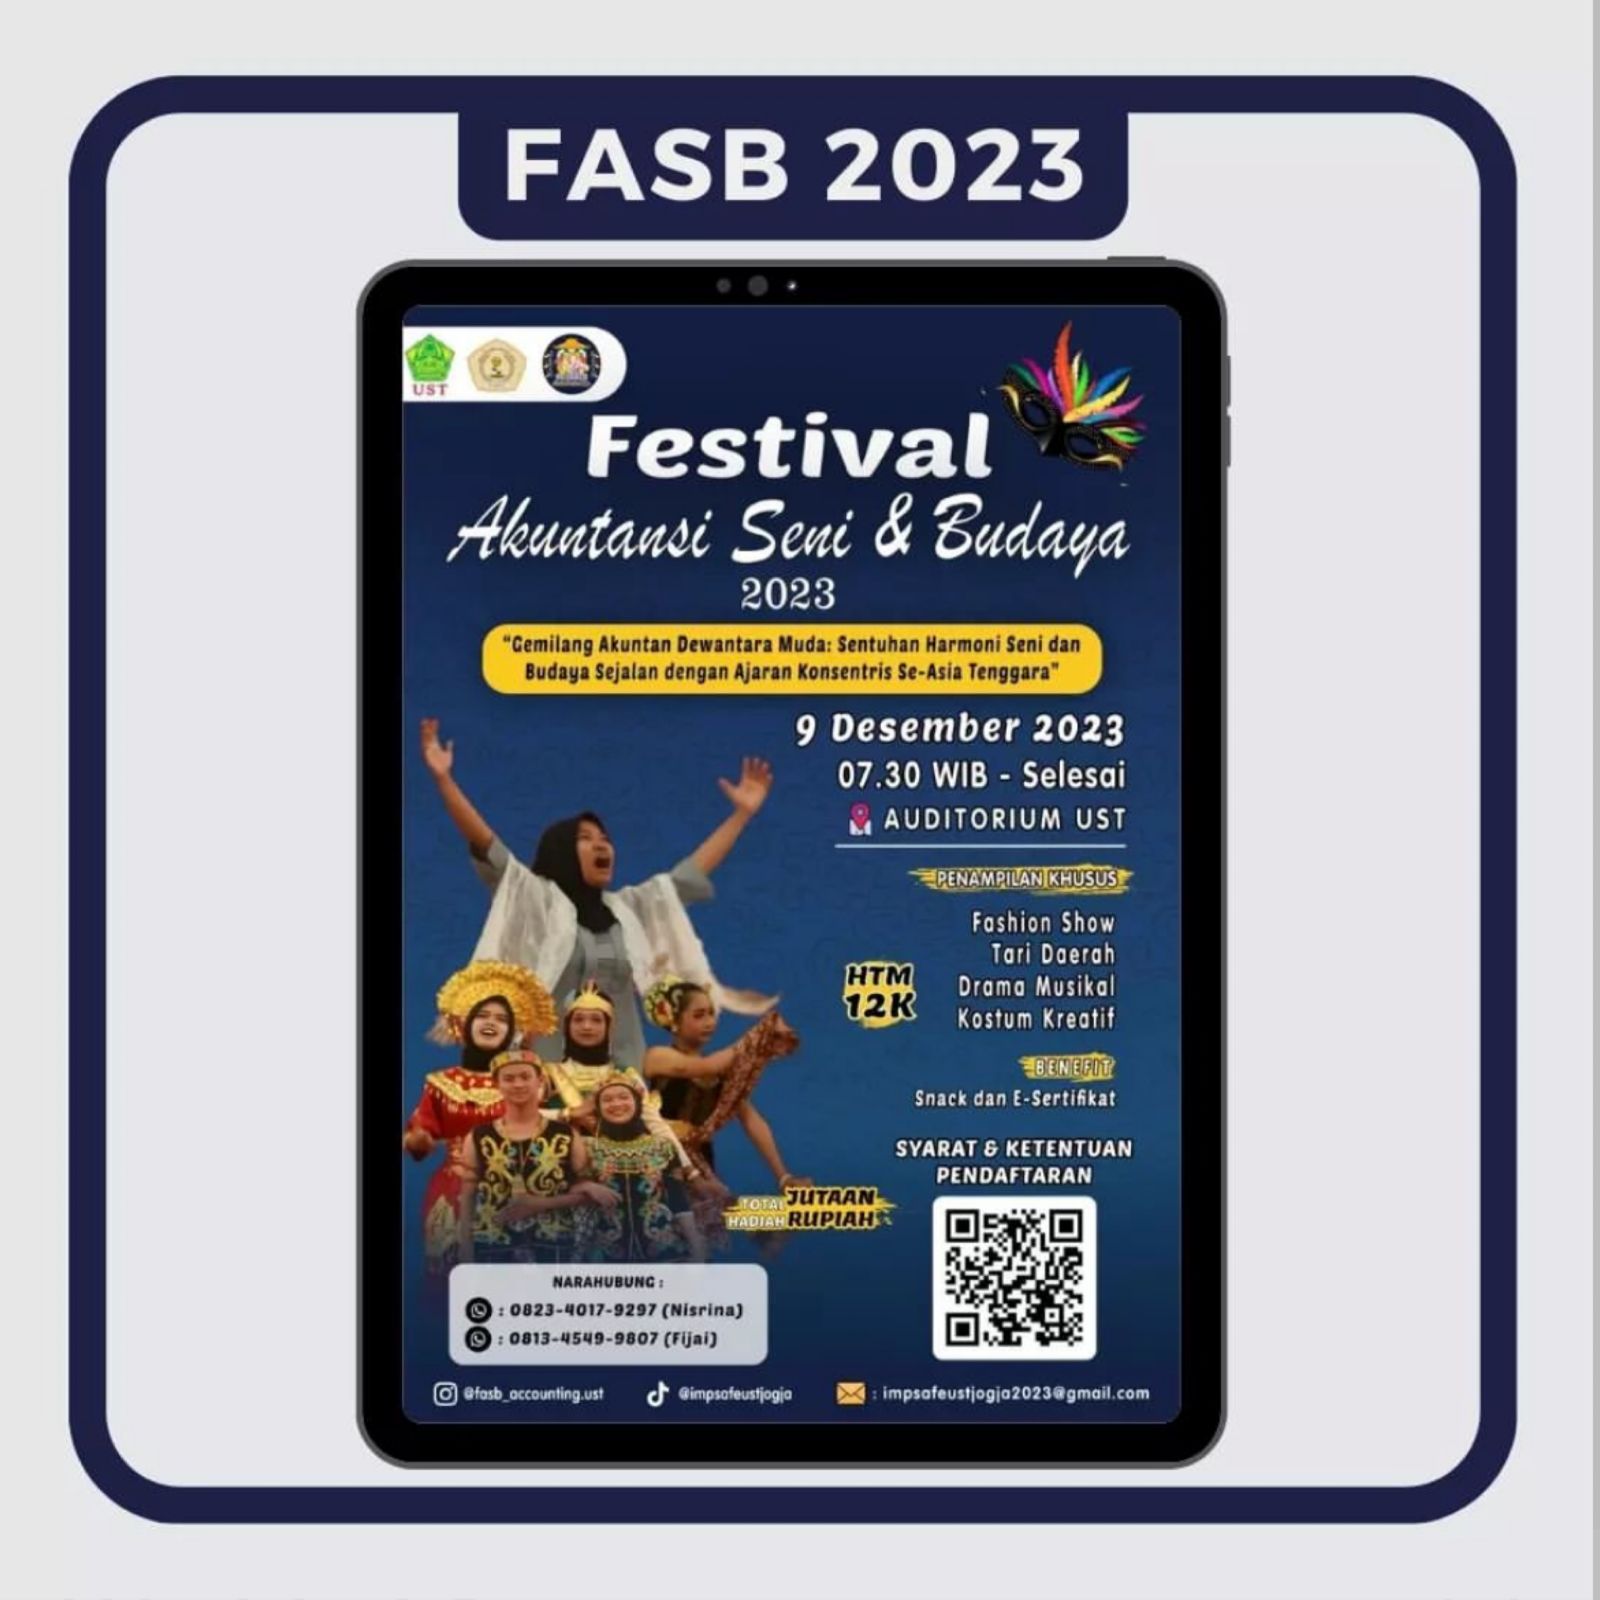 FASB 2023
UST
Festival
Akuntansi Seni & Budaya
2023
"Gemilang Akuntan Dewantara Muda: Sentuhan Harmoni Seni dan
Budaya Sejalan dengan Ajaran Konsentris Se-Asia Tenggara"
9 Desember 2023
07.30 WIB - Selesai
AUDITORIUM UST
PENAMPILAN KHUSUS
Fashion Show
Tari Daerah
Drama Musikal
Kostum Kreatif
HTM
12K
BENEFIT
Snack dan E-Sertifikat
SYARAT & KETENTUAN
PENDAFTARAN
TOTAL HADIAH
JUTAAN RUPIAH
NARAHUBUNG :
: 0823-4017-9297 (Nisrina)
: 0813-4549-9807 (Fijai)
@fasb_accounting.ust
@impsafeustjogja
: impsafeustjogja2023@gmail.com